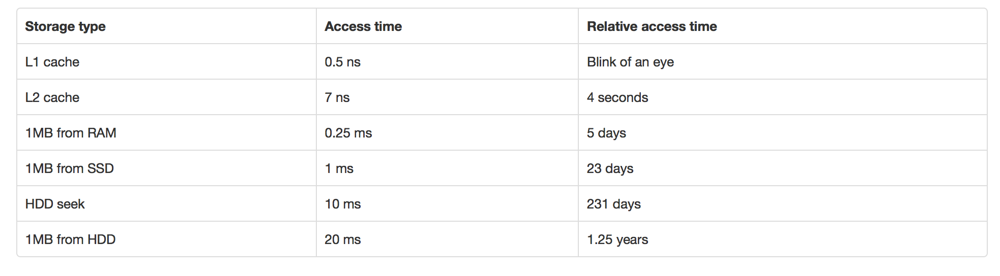 Storage type Access time Relative access time
L1 cache 0.5 ns Blink of an eye
L2 cache 7 ns 4 seconds
1MB from RAM 0.25 ms 5 days
1MB from SSD 1 ms 23 days
HDD seek 10 ms 231 days
1MB from HDD 20 ms 1.25 years